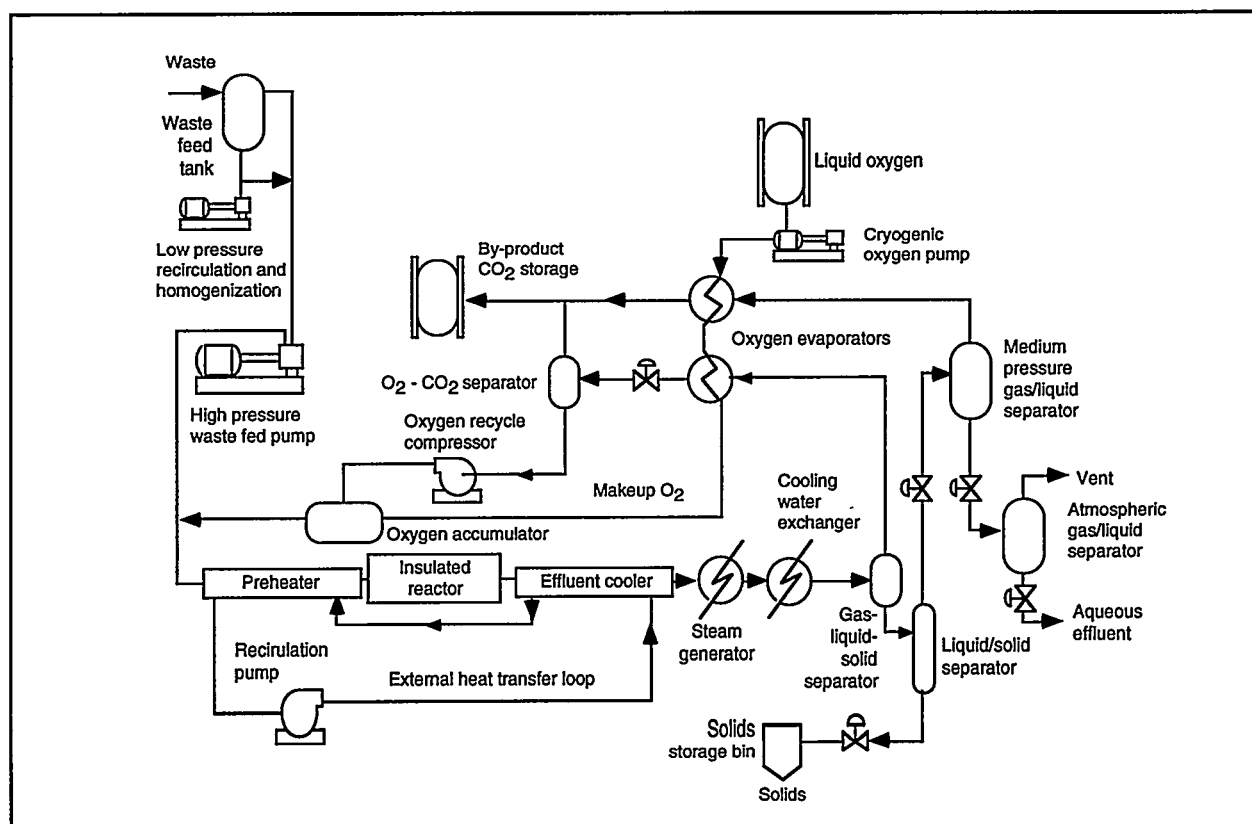 Waste
Waste
feed
tank
Low pressure
recirculation and
homogenization
High pressure
waste fed pump
Liquid oxygen
Cryogenic
oxygen pump
By-product
CO2 storage
Oxygen evaporators
O2 - CO2 separator
Oxygen recycle
compressor
Makeup O2
Oxygen accumulator
Cooling
water
exchanger
Medium
pressure
gas/liquid
separator
Vent
Atmospheric
gas/liquid
separator
Aqueous
effluent
Preheater
Insulated
reactor
Effluent cooler
Steam
generator
Gas-
liquid-
solid
separator
Liquid/solid
separator
Recirulation
pump
External heat transfer loop
Solids
storage bin
Solids